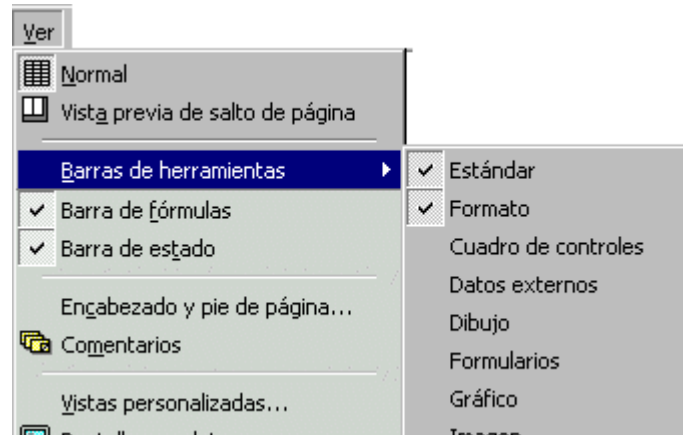 Ver
Normal
Vista previa de salto de página
Barras de herramientas
Barra de fórmulas
Barra de estado
Encabezado y pie de página...
Comentarios
Vistas personalizadas...
Estándar
Formato
Cuadro de controles
Datos externos
Dibujo
Formularios
Gráfico
Imagen